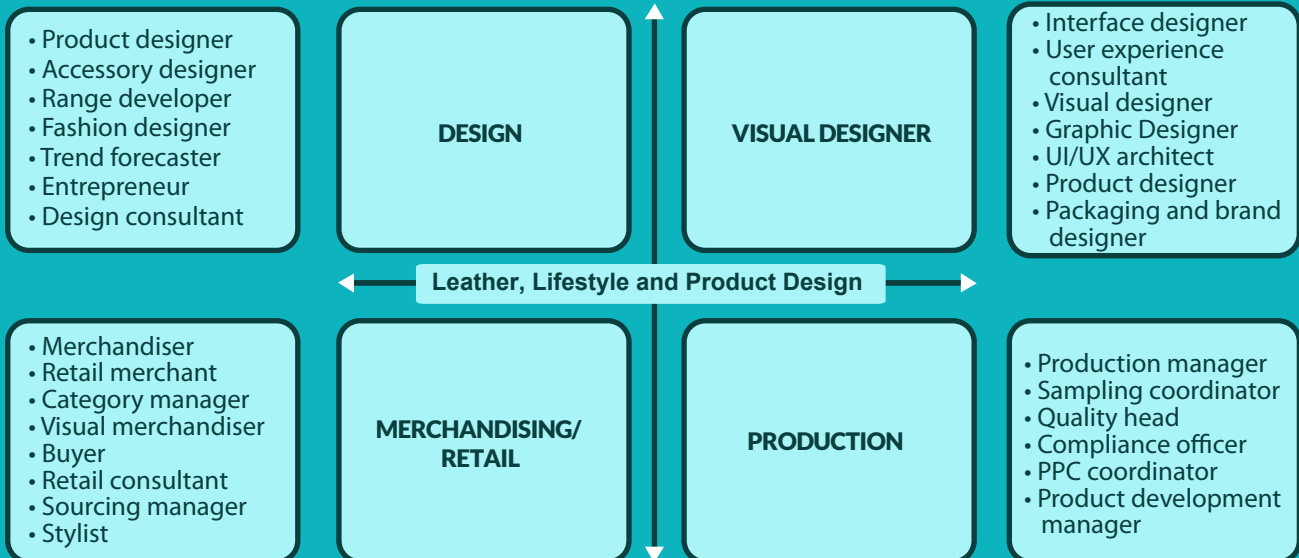 • Product designer
• Accessory designer
• Range developer
• Fashion designer
• Trend forecaster
• Entrepreneur
• Design consultant
DESIGN
VISUAL DESIGNER
• Interface designer
• User experience
consultant
• Visual designer
• Graphic Designer
• UI/UX architect
• Product designer
• Packaging and brand
designer
Leather, Lifestyle and Product Design
• Merchandiser
• Retail merchant
• Category manager
• Visual merchandiser
• Buyer
• Retail consultant
• Sourcing manager
• Stylist
MERCHANDISING/
RETAIL
PRODUCTION
• Production manager
• Sampling coordinator
• Quality head
• Compliance officer
• PPC coordinator
• Product development
manager